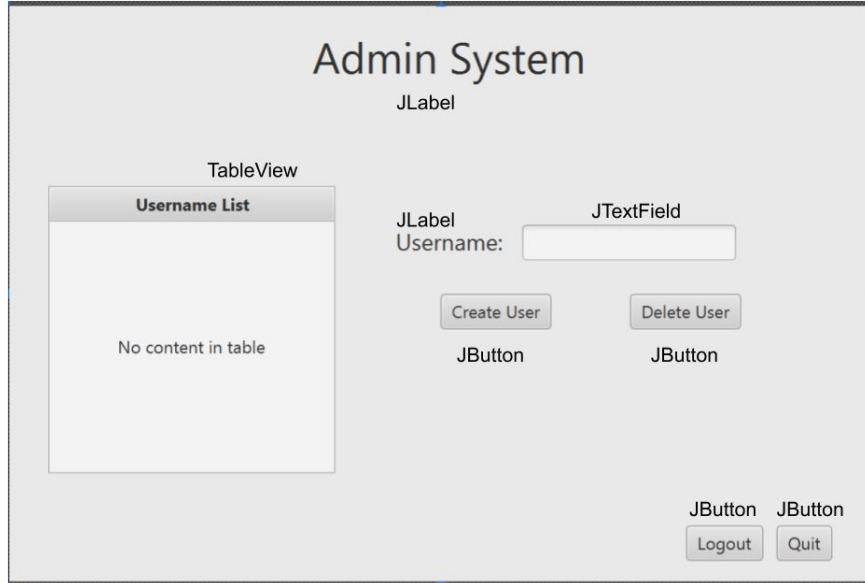 Admin System
JLabel
TableView
Username List
No content in table
JLabel
JTextField
Username:
Create User
Delete User
JButton
JButton
JButton
JButton
Logout
Quit